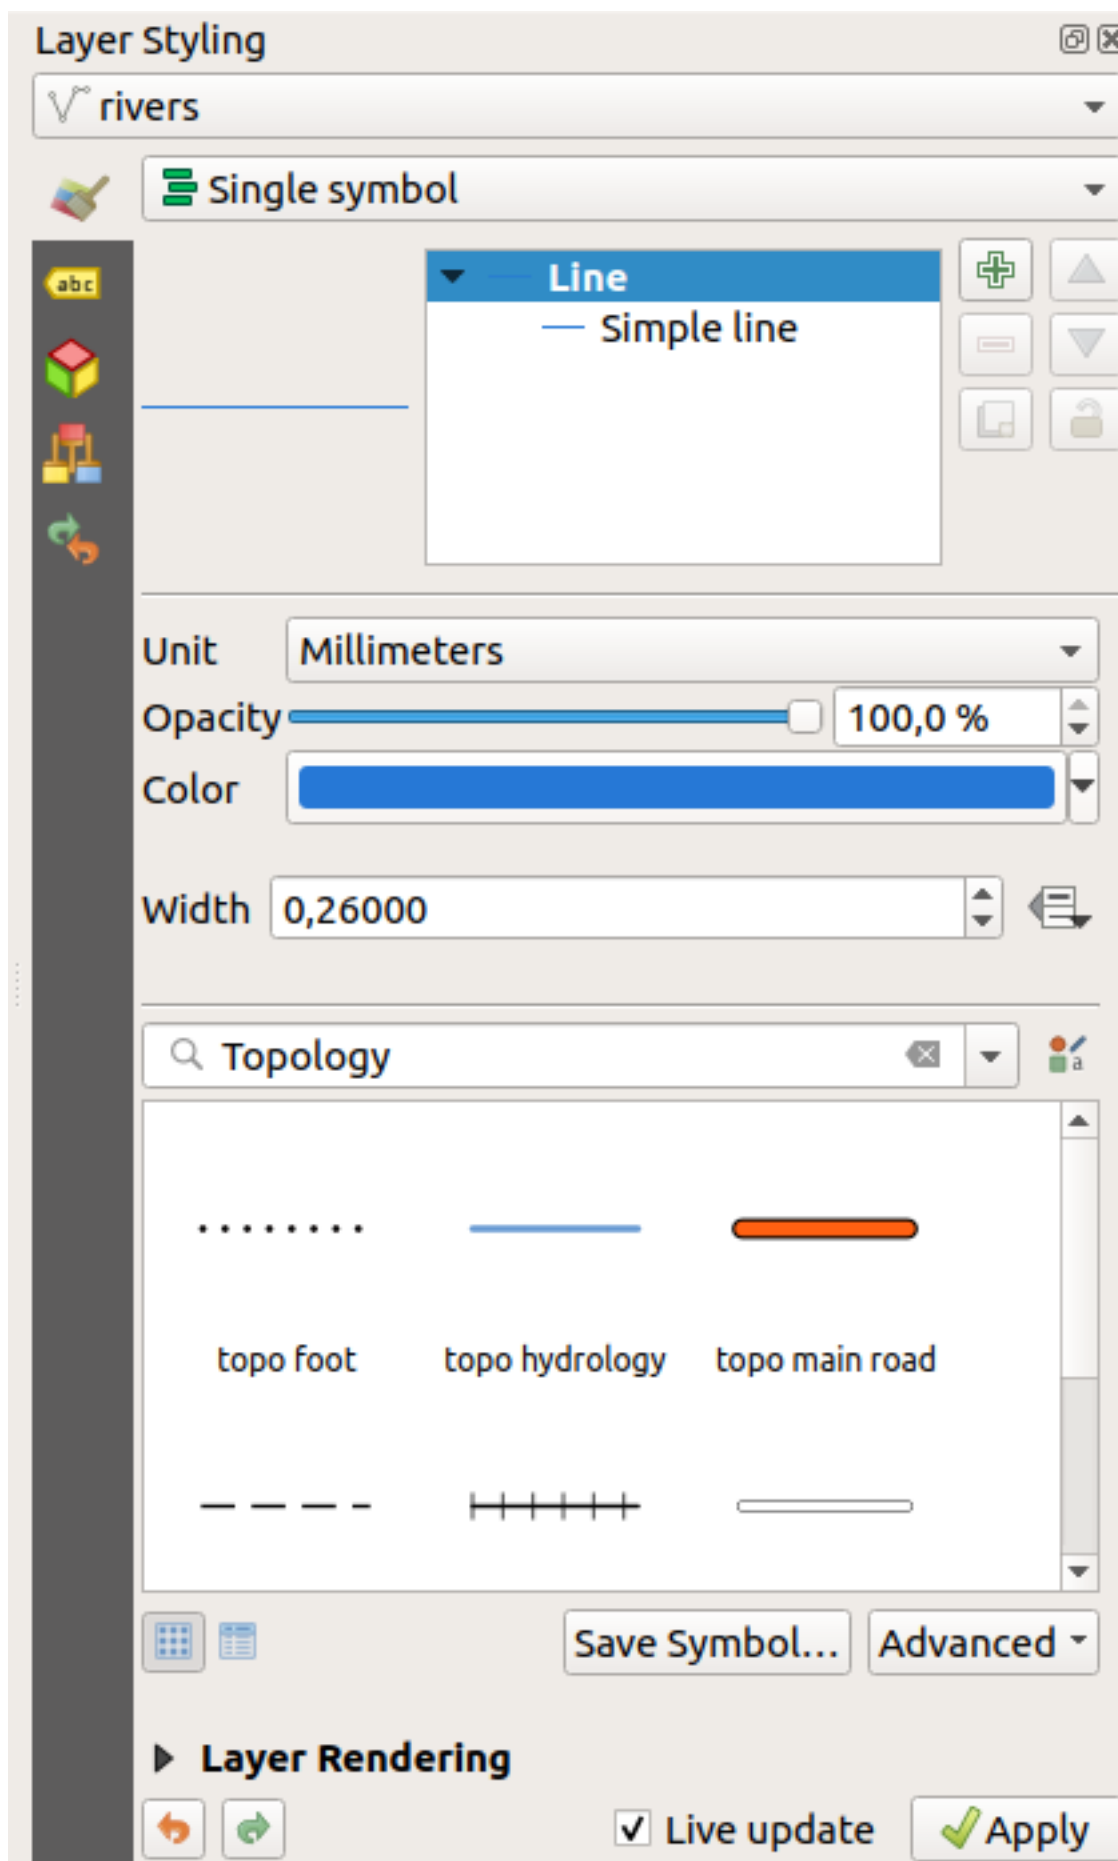 Layer Styling
rivers
Single symbol
abc
Line
Simple line
Unit
Millimeters
Opacity
100,0 %
Color
Width
0,26000
Topology
a
topo foot
topo hydrology
topo main road
Save Symbol...
Advanced
Layer Rendering
Live update
Apply